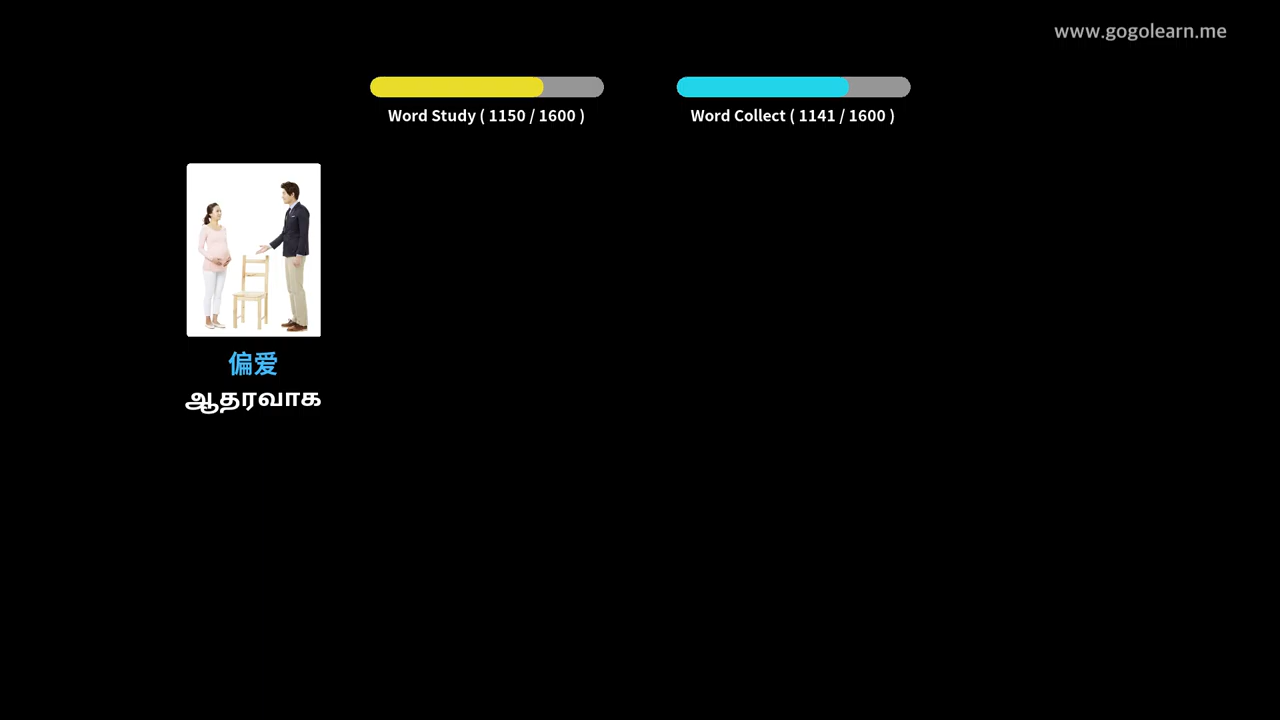 www.gogolearn.me
Word Study ( 1150 / 1600 )
Word Collect ( 1141 / 1600 )
偏爱
ஆதரவாக